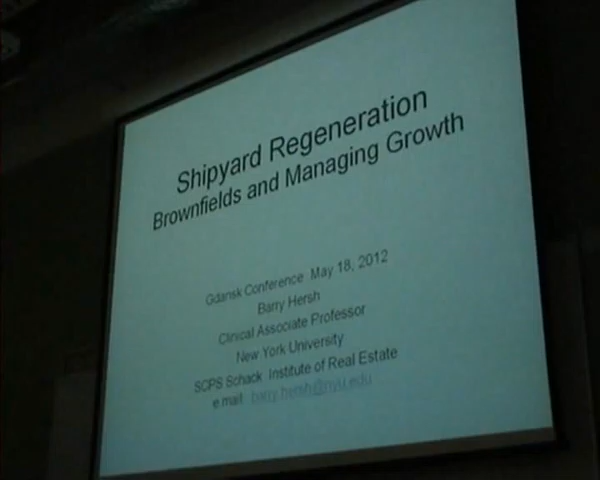 Shipyard Regeneration
Brownfields and Managing Growth
Gdansk Conference May 18, 2012
Barry Hersh
Clinical Associate Professor
New York University
SCPS Schack Institute of Real Estate
e.mail barry.hersh@nyu.edu